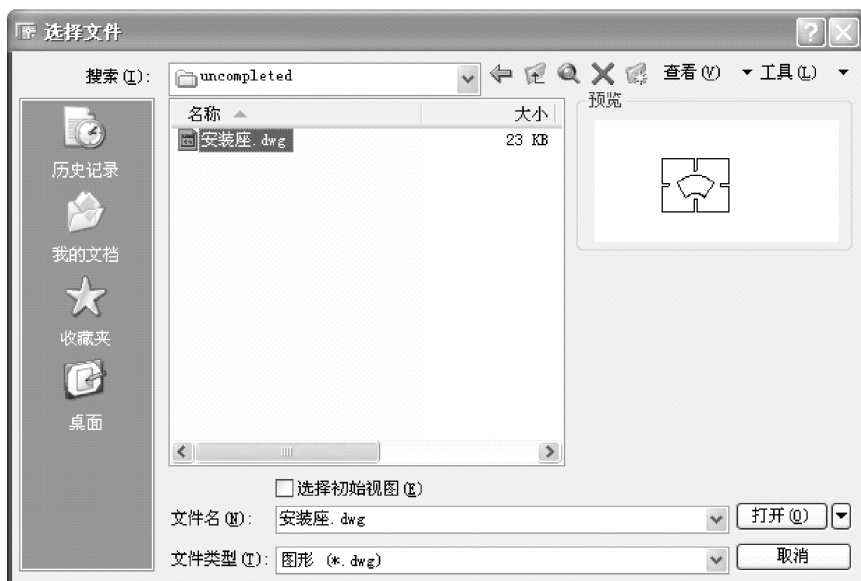 选择文件
搜索(I): uncompleted 查看(V) 工具(L)
名称 大小 预览
安装座.dwg 23 KB
历史记录
我的文档
收藏夹
桌面
选择初始视图(E)
文件名(N): 安装座.dwg 打开(O)
文件类型(T): 图形 (*.dwg) 取消